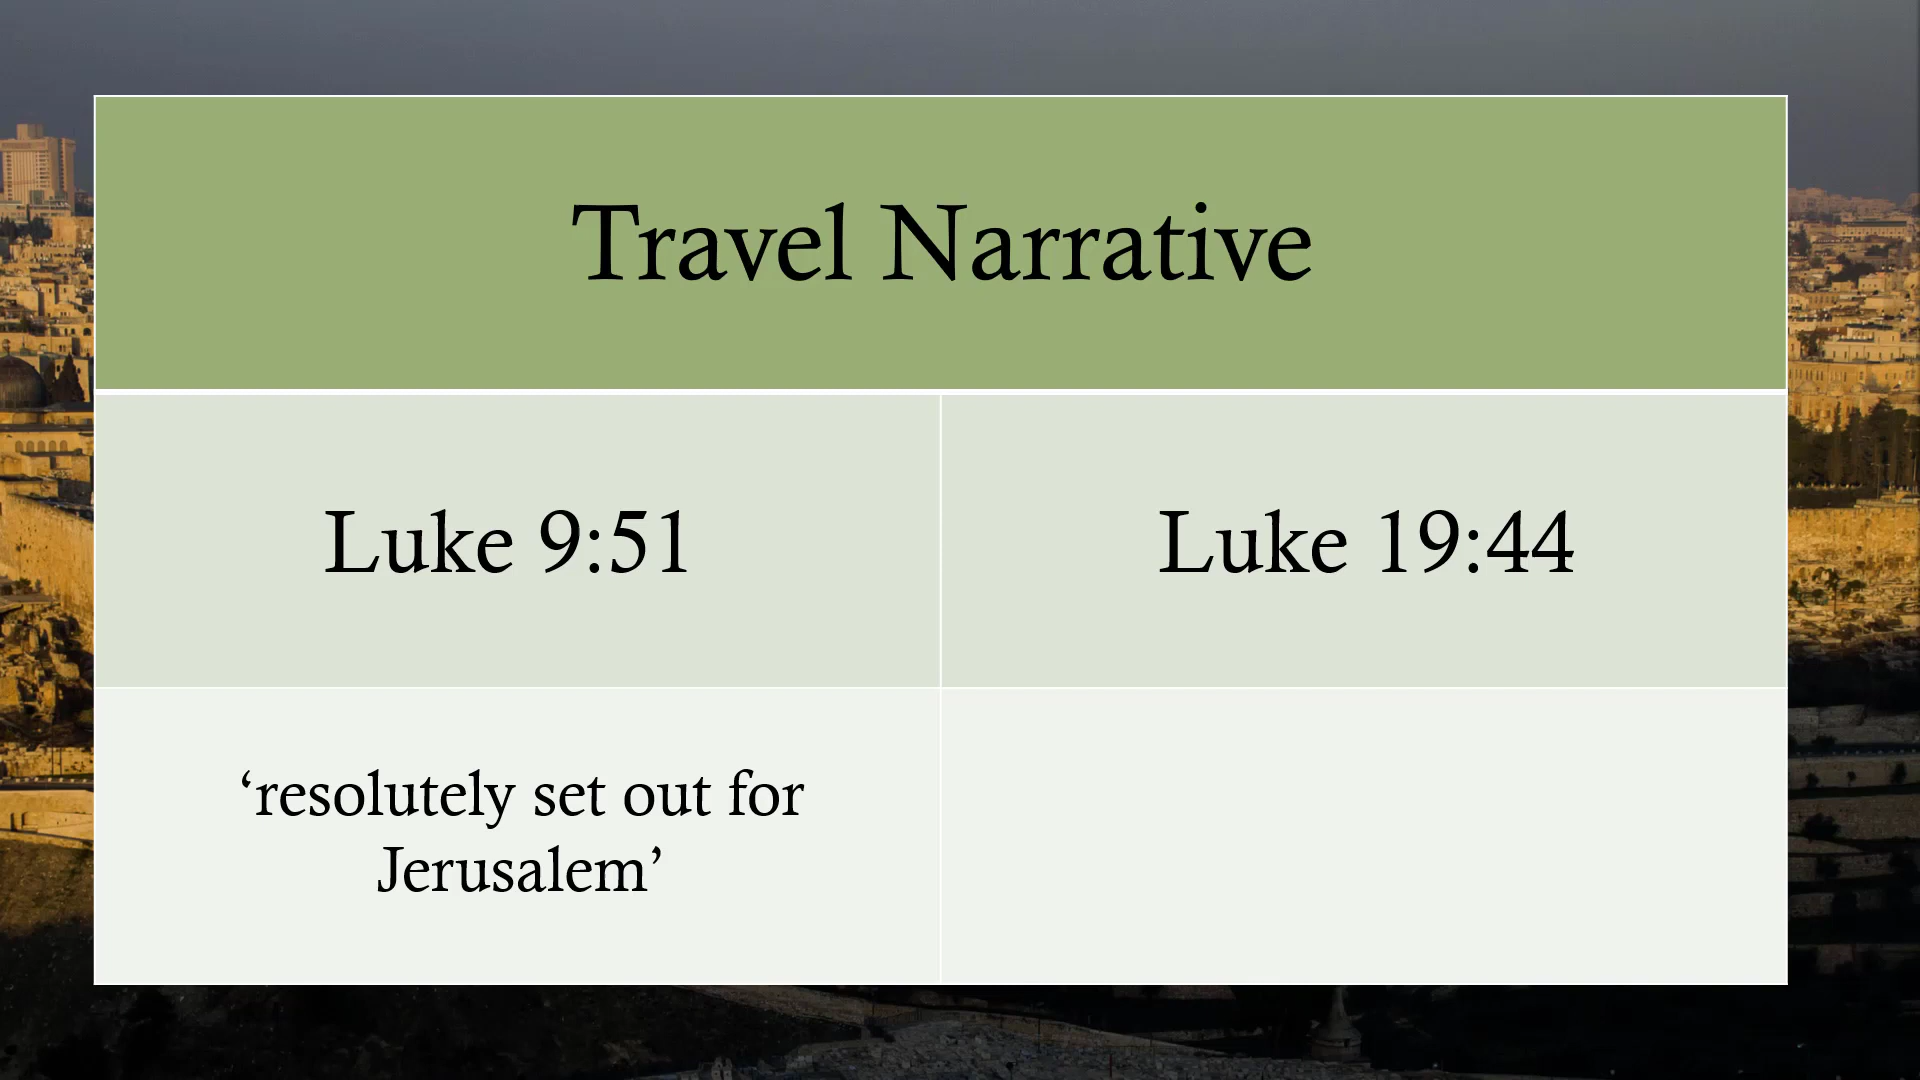 Travel Narrative
Luke 9:51
Luke 19:44
‘resolutely set out for
Jerusalem’